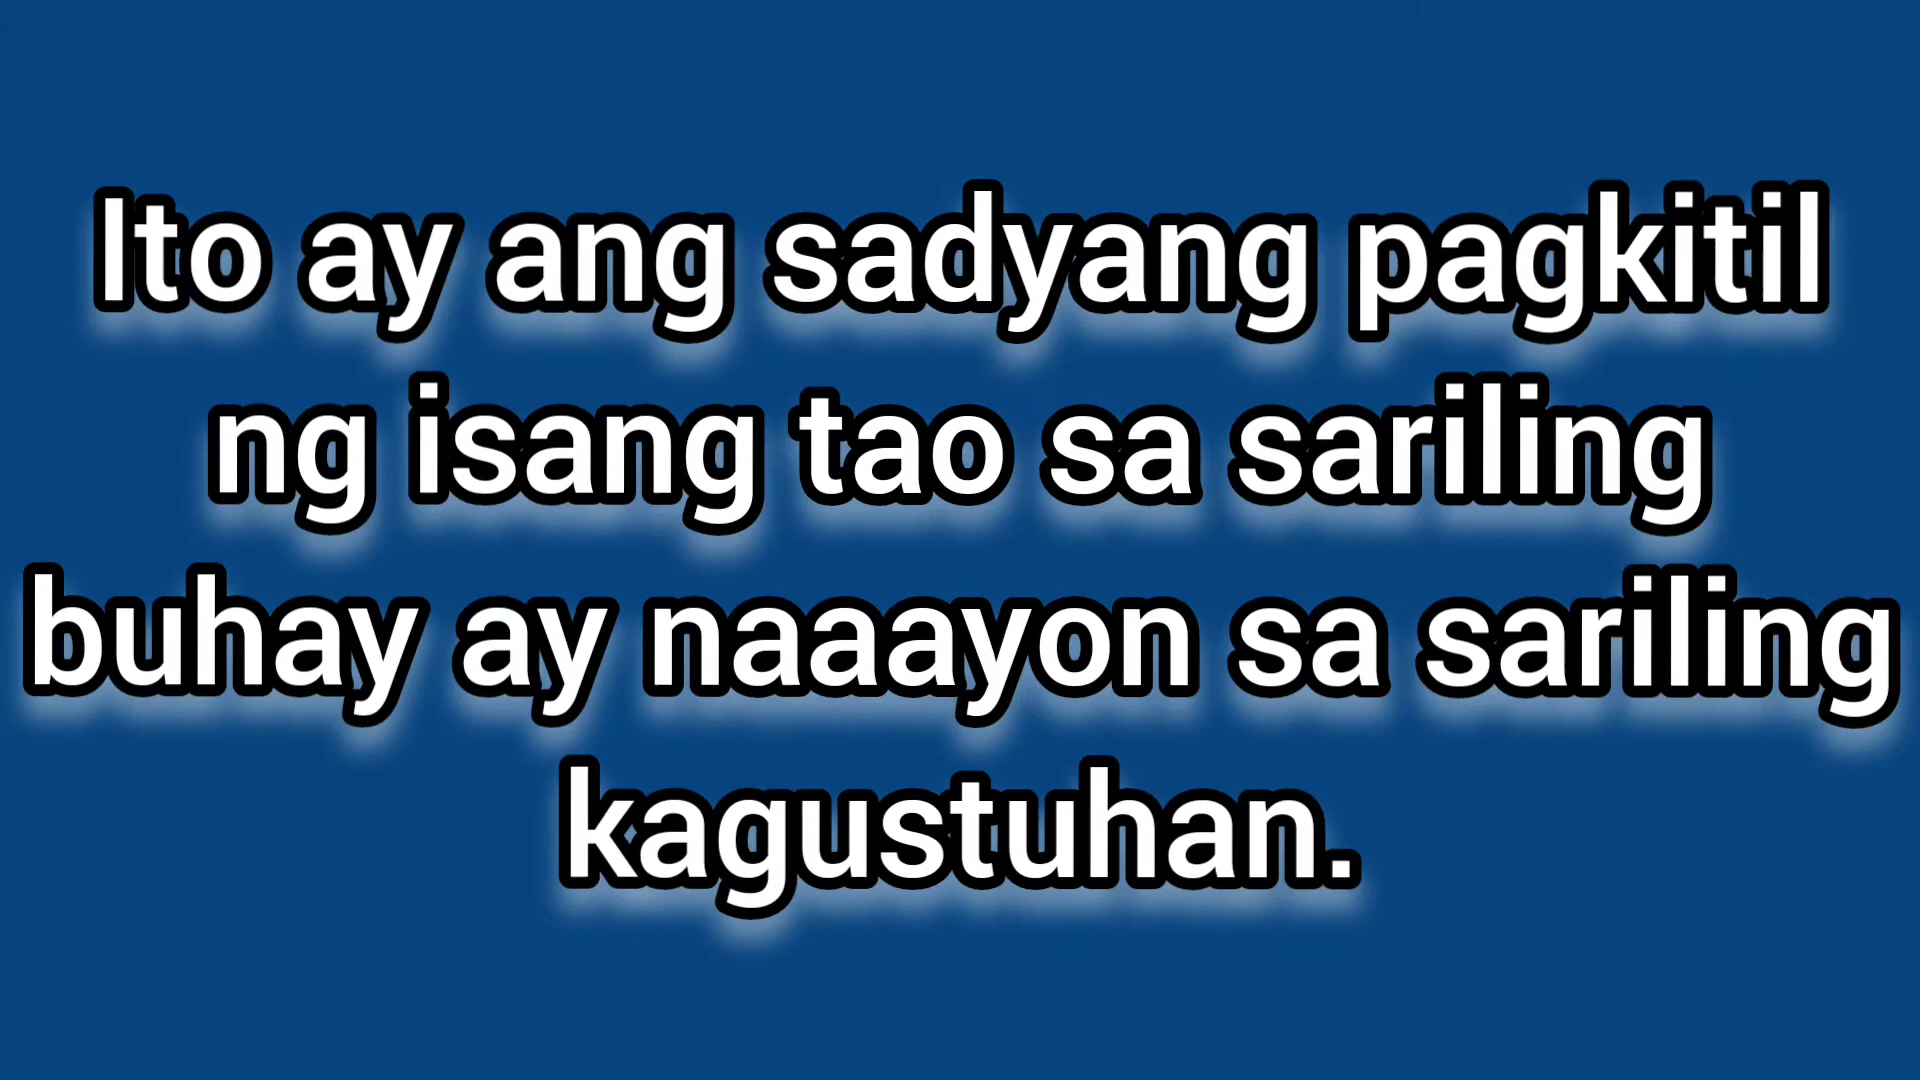 Ito ay ang sadyang pagkitil
ng isang tao sa sariling
buhay ay naaayon sa sariling
kagustuhan.